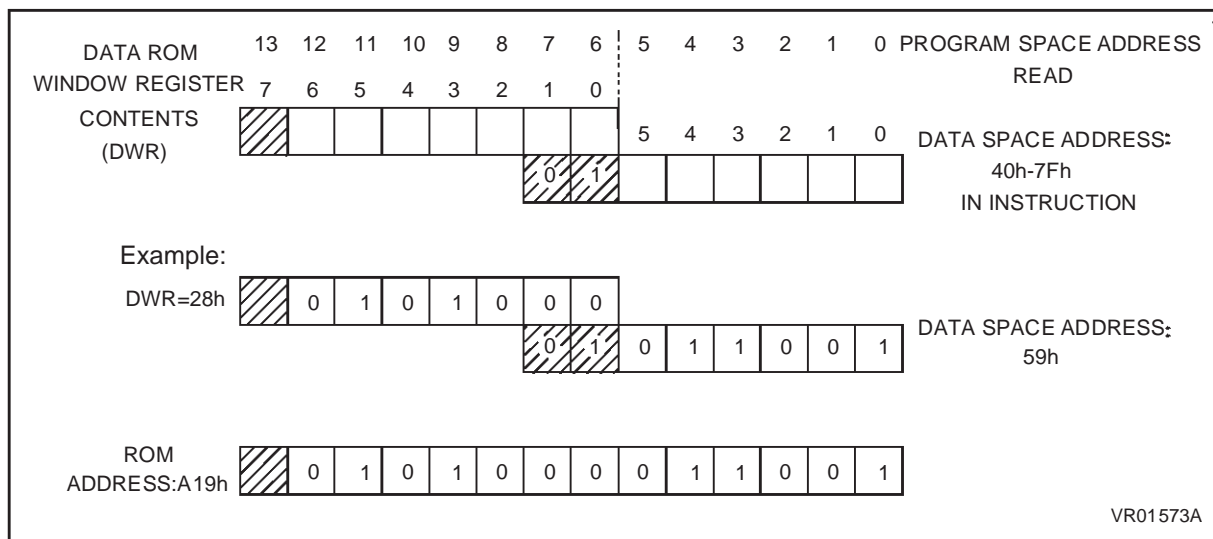 DATA ROM 13 12 11 10 9 8 7 6 5 4 3 2 1 0 PROGRAM SPACE ADDRESS
READ
WINDOW REGISTER 7 6 5 4 3 2 1 0
CONTENTS
(DWR)
5 4 3 2 1 0 DATA SPACE ADDRESS:
0 1 40h-7Fh
IN INSTRUCTION
Example:
DWR=28h 0 1 0 1 0 0 0
0 1 0 1 1 0 0 1 DATA SPACE ADDRESS:
59h
ROM
ADDRESS:A19h 0 1 0 1 0 0 0 0 1 1 0 0 1
VR01573A